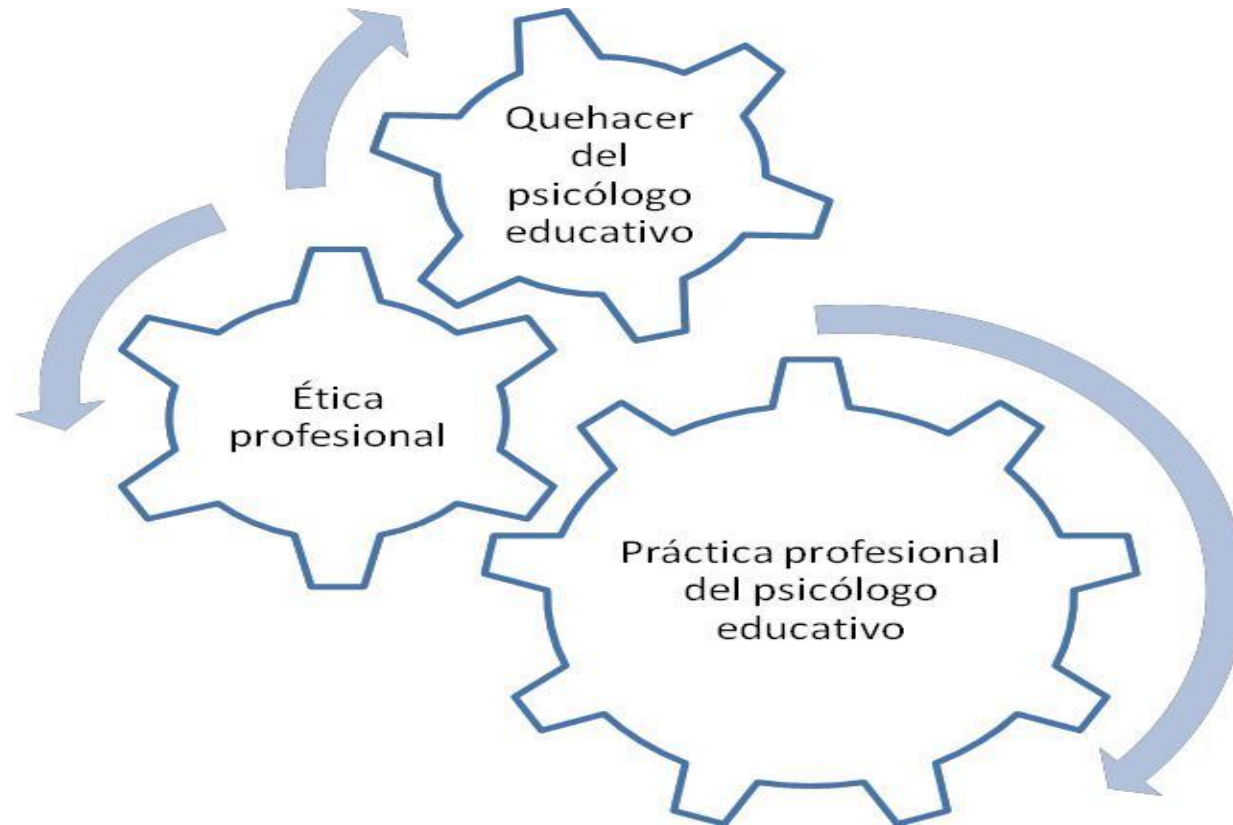 Quehacer
del
psicólogo
educativo
Ética
profesional
Práctica profesional
del psicólogo
educativo